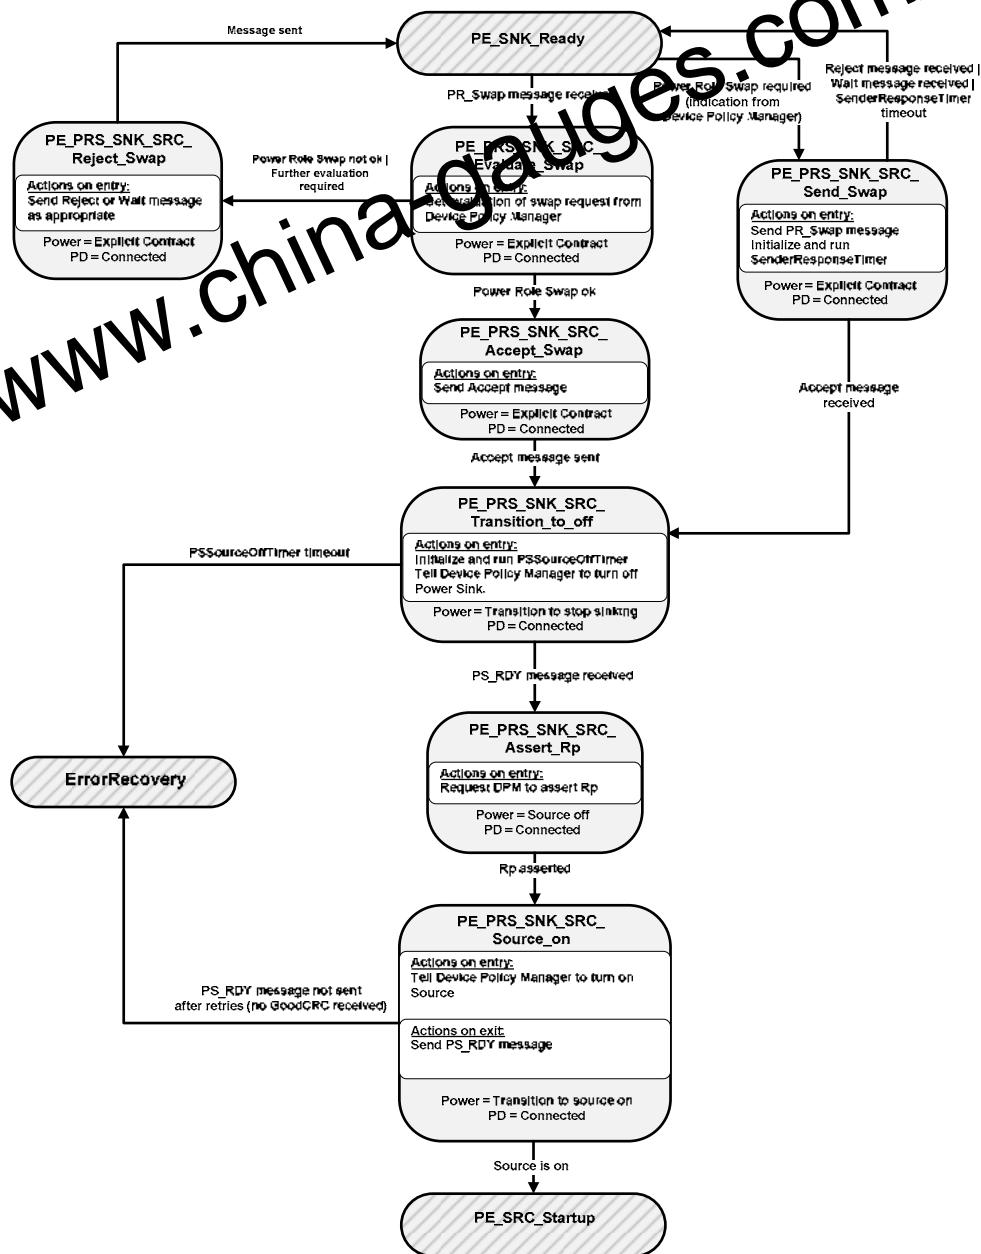 PE_SNK_Ready
Message sent
PR_Swap message receive
Power Role Swap required
(indication from
Device Policy Manager)
Reject message received |
Wait message received |
SenderResponseTimer
timeout
PE_PRS_SNK_SRC_
Reject_Swap
Actions on entry:
Send Reject or Wait message
as appropriate
Power = Explicit Contract
PD = Connected
Power Role Swap not ok |
Further evaluation
required
PE_PRS_SNK_SRC_
Evaluate_Swap
Actions on entry:
Get evaluation of swap request from
Device Policy Manager
Power = Explicit Contract
PD = Connected
PE_PRS_SNK_SRC_
Send_Swap
Actions on entry:
Send PR_Swap message
Initialize and run
SenderResponseTimer
Power = Explicit Contract
PD = Connected
Power Role Swap ok
PE_PRS_SNK_SRC_
Accept_Swap
Actions on entry:
Send Accept message
Power = Explicit Contract
PD = Connected
Accept message
received
Accept message sent
PE_PRS_SNK_SRC_
Transition_to_off
Actions on entry:
Initialize and run PSSourceOffTimer
Tell Device Policy Manager to turn off
Power Sink.
Power = Transition to stop sinking
PD = Connected
PSSourceOffTimer timeout
PS_RDY message received
PE_PRS_SNK_SRC_
Assert_Rp
Actions on entry:
Request DPM to assert Rp
Power = Source off
PD = Connected
ErrorRecovery
Rp asserted
PE_PRS_SNK_SRC_
Source_on
Actions on entry:
Tell Device Policy Manager to turn on
Source
Actions on exit:
Send PS_RDY message
Power = Transition to source on
PD = Connected
PS_RDY message not sent
after retries (no GoodCRC received)
Source is on
PE_SRC_Startup
www.china-gauges.com